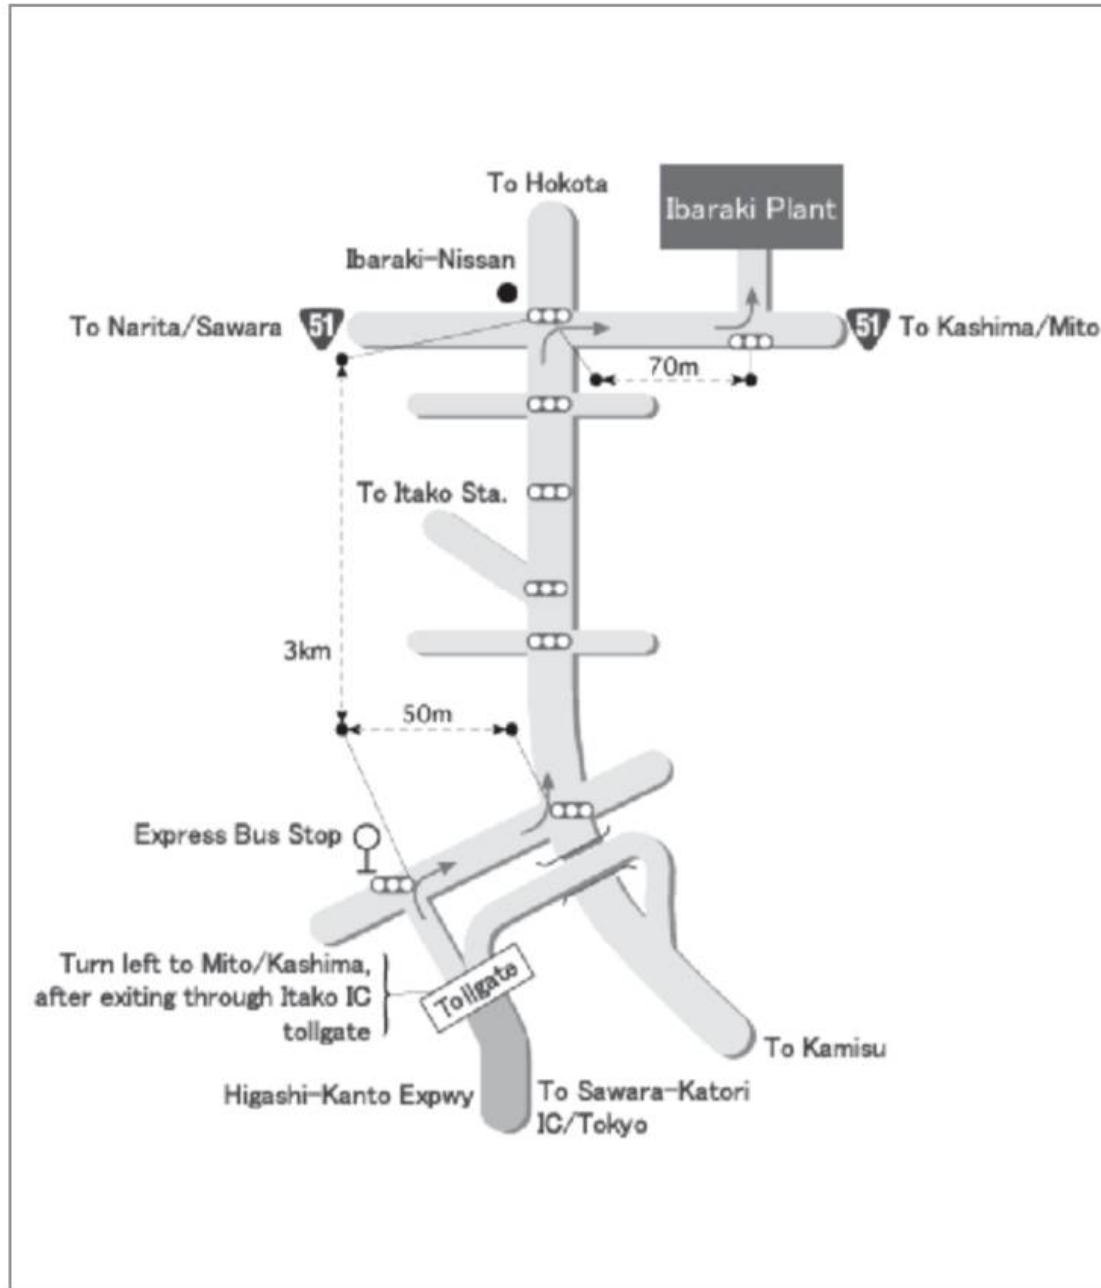 To Hokota
Ibaraki Plant
Ibaraki-Nissan
To Narita/Sawara
51
51
To Kashima/Mito
70m
To Itako Sta.
3km
50m
Express Bus Stop
Turn left to Mito/Kashima,
after exiting through Itako IC
tollgate
Tollgate
To Kamisu
Higashi-Kanto Expwy
To Sawara-Katori
IC/Tokyo